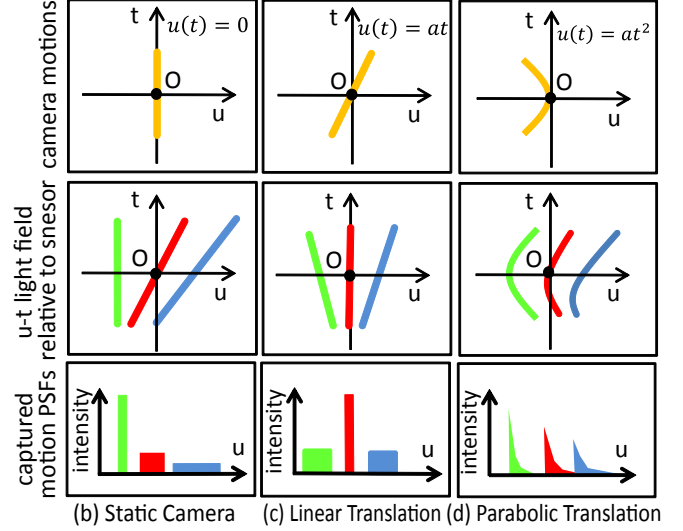 camera motions
t
u(t) = 0
O
u
t
u(t) = at
O
u
t
u(t) = at²
O
u
u-t light field
relative to snesor
t
O
u
t
O
u
t
O
u
captured
motion PSFs
intensity
u
intensity
u
intensity
u
(b) Static Camera
(c) Linear Translation
(d) Parabolic Translation